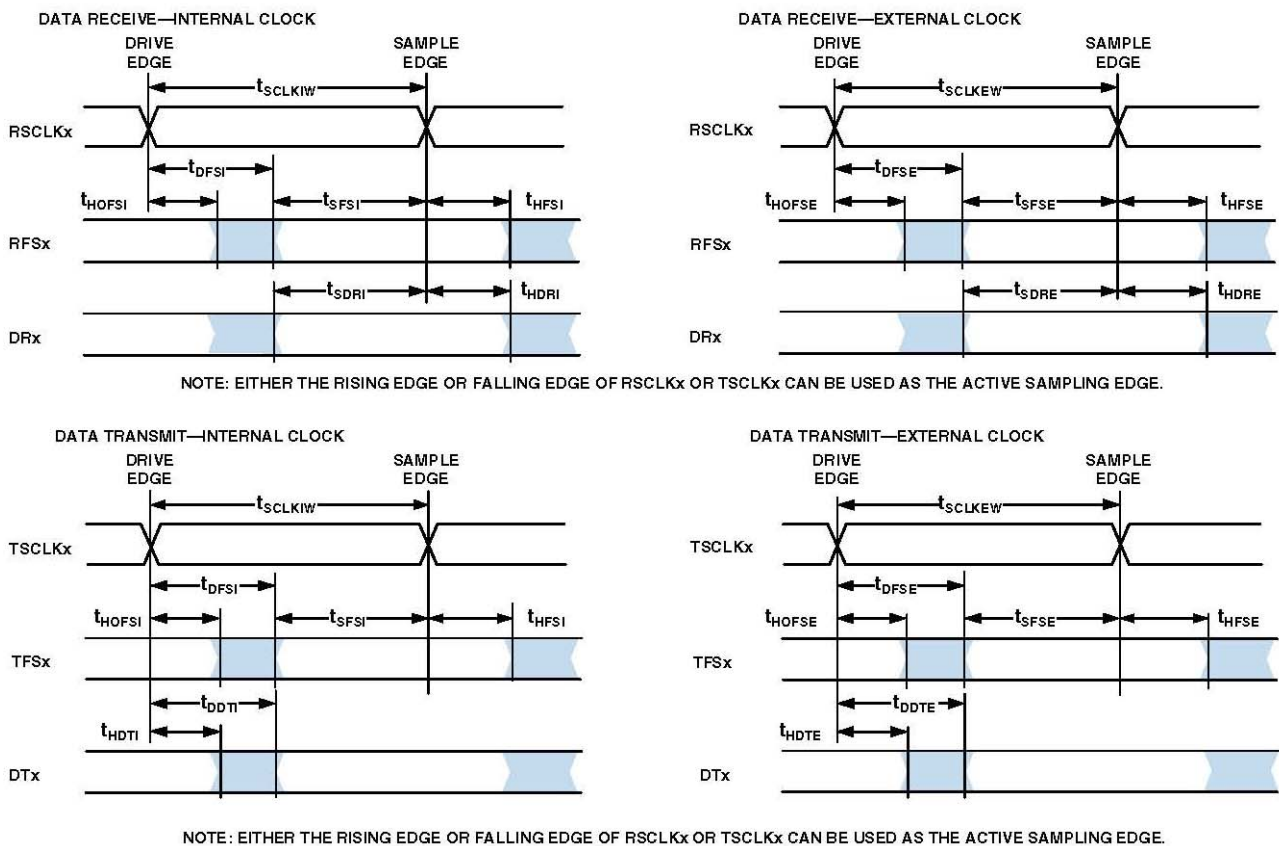 DATA RECEIVE—INTERNAL CLOCK
DRIVE
EDGE
SAMPLE
EDGE
tSCLKIW
RSCLKx
tDFSI
tHOFSI
tSFSI
tHFSI
RFSx
tSDRI
tHDRI
DRx
DATA RECEIVE—EXTERNAL CLOCK
DRIVE
EDGE
SAMPLE
EDGE
tSCLKEW
RSCLKx
tDFSE
tHOFSE
tSFSE
tHFSE
RFSx
tSDRE
tHDRE
DRx
NOTE: EITHER THE RISING EDGE OR FALLING EDGE OF RSCLKx OR TSCLKx CAN BE USED AS THE ACTIVE SAMPLING EDGE.
DATA TRANSMIT—INTERNAL CLOCK
DRIVE
EDGE
SAMPLE
EDGE
tSCLKIW
TSCLKx
tDFSI
tHOFSI
tSFSI
tHFSI
TFSx
tDDTI
tHDTI
DTx
DATA TRANSMIT—EXTERNAL CLOCK
DRIVE
EDGE
SAMPLE
EDGE
tSCLKEW
TSCLKx
tDFSE
tHOFSE
tSFSE
tHFSE
TFSx
tDDTE
tHDTE
DTx
NOTE: EITHER THE RISING EDGE OR FALLING EDGE OF RSCLKx OR TSCLKx CAN BE USED AS THE ACTIVE SAMPLING EDGE.